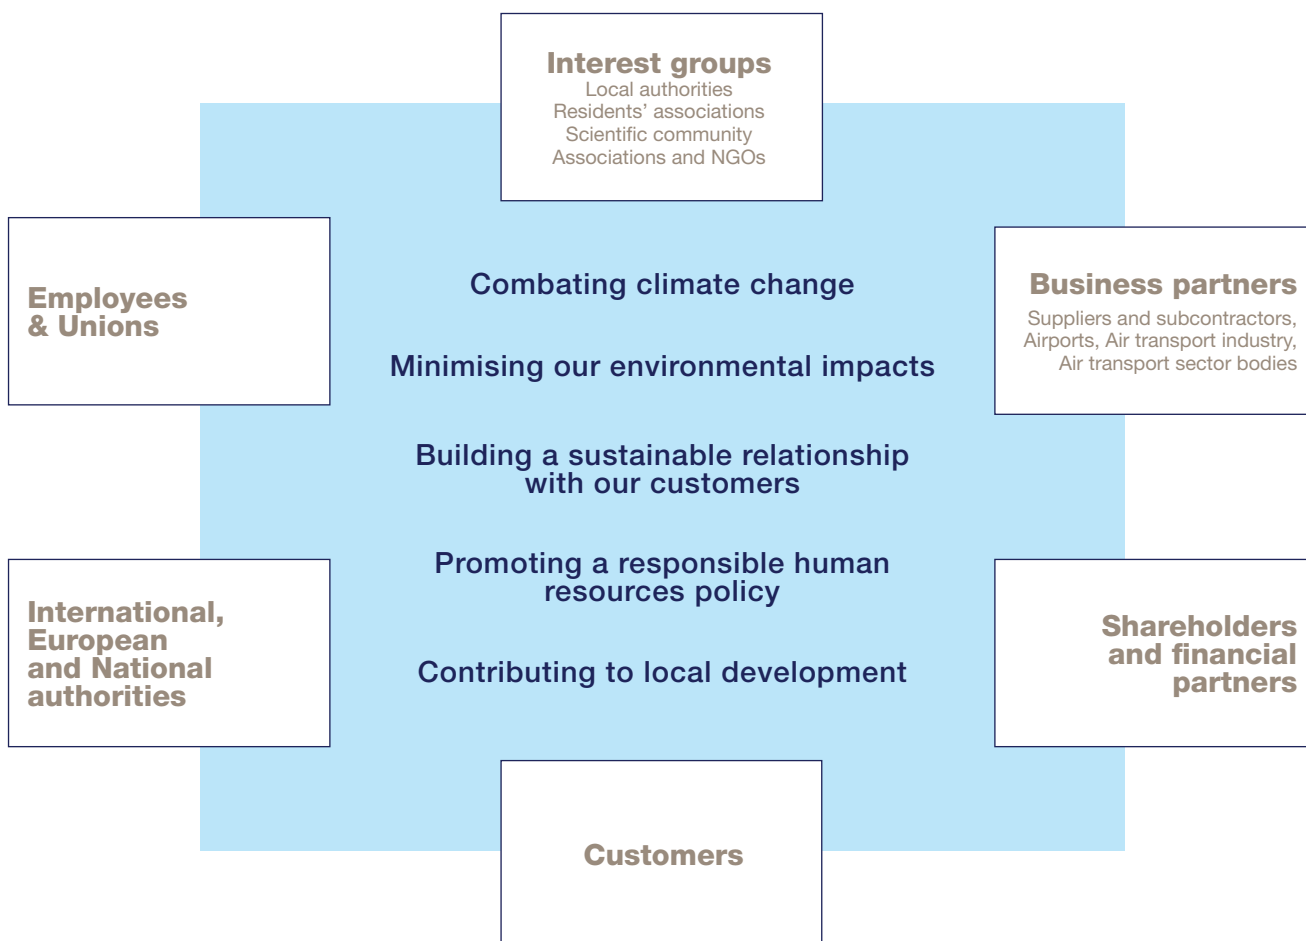 Interest groups
Local authorities
Residents’ associations
Scientific community
Associations and NGOs
Employees
& Unions
Business partners
Suppliers and subcontractors,
Airports, Air transport industry,
Air transport sector bodies
Combating climate change
Minimising our environmental impacts
Building a sustainable relationship
with our customers
Promoting a responsible human
resources policy
Contributing to local development
International,
European
and National
authorities
Shareholders
and financial
partners
Customers